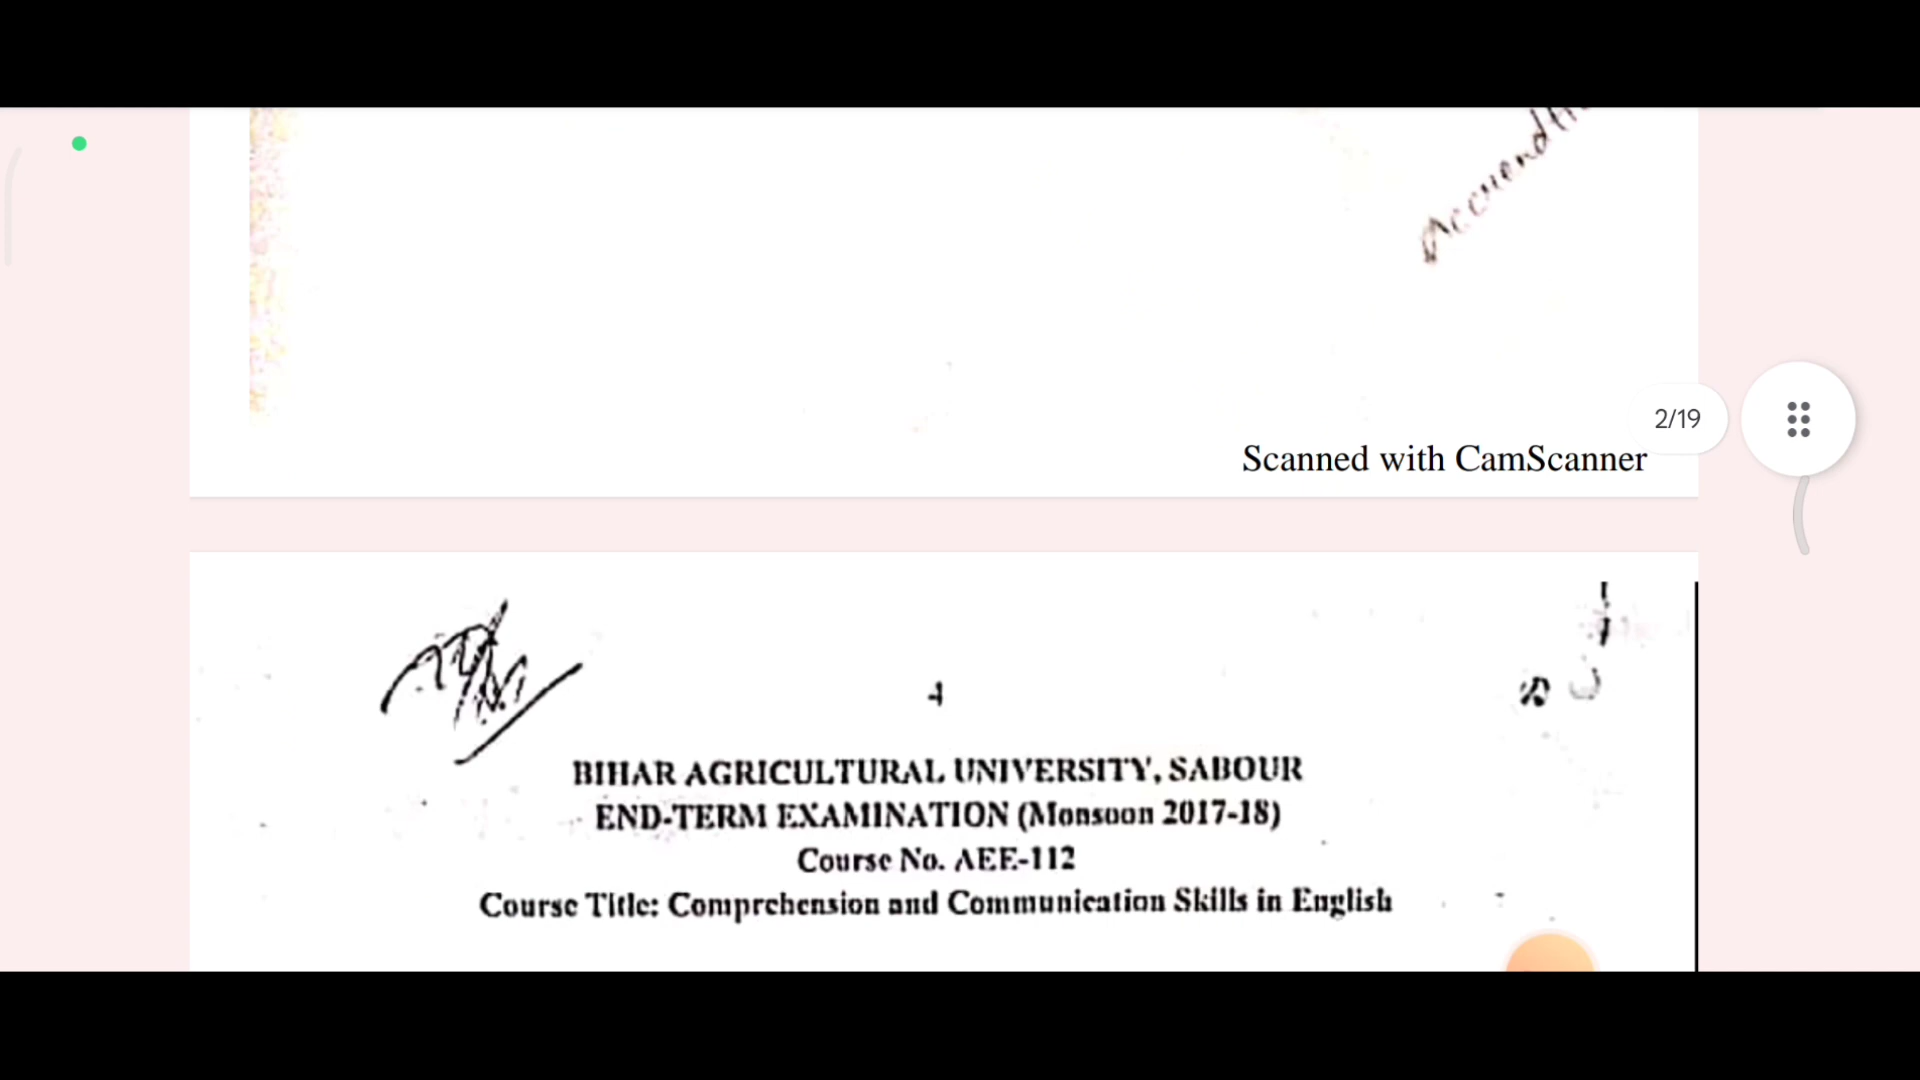 2/19
Scanned with CamScanner
4
BIHAR AGRICULTURAL UNIVERSITY, SABOUR
END-TERM EXAMINATION (Monsoon 2017-18)
Course No. AEE-112
Course Title: Comprehension and Communication Skills in English